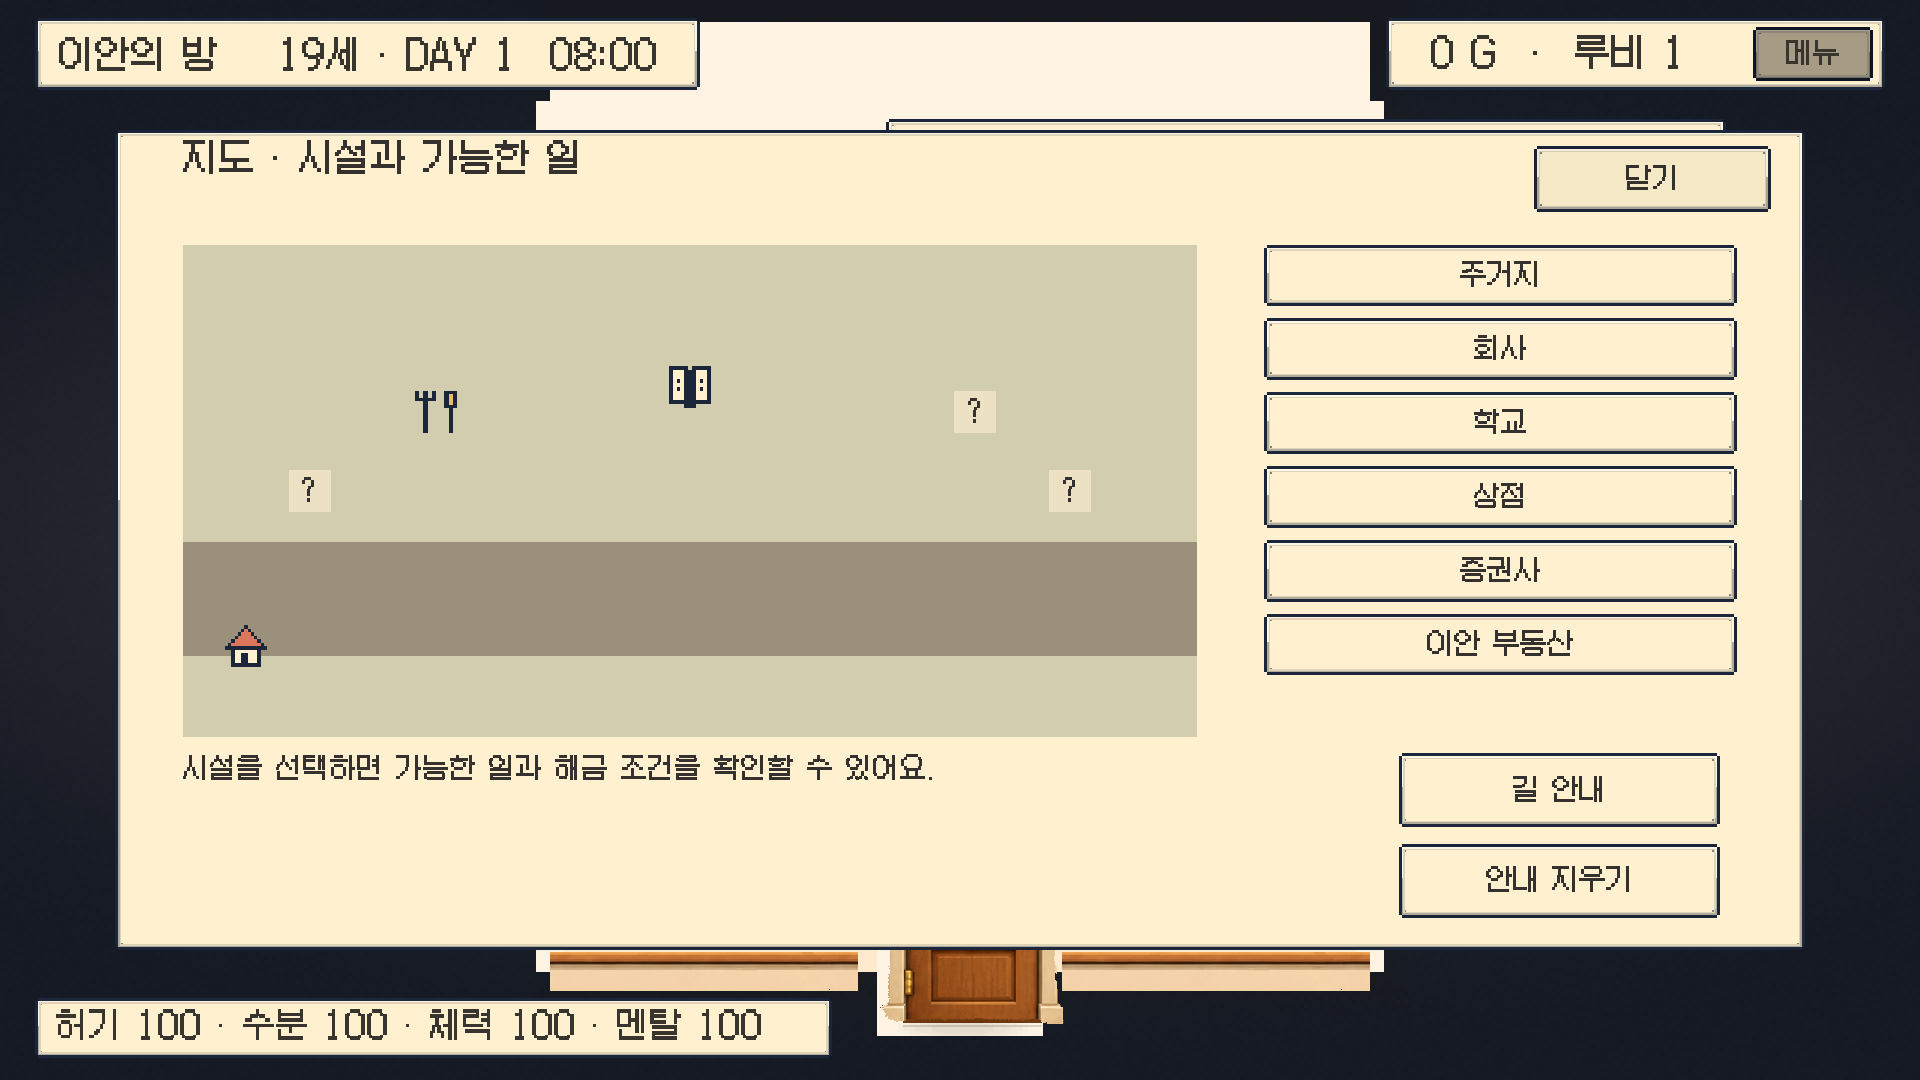 이안의 방 19세 · DAY 1 08:00
0 G · 루비 1 메뉴
지도 · 시설과 가능한 일
닫기
주거지
회사
학교
?
상점
? ?
증권사
이안 부동산
시설을 선택하면 가능한 일과 해금 조건을 확인할 수 있어요.
길 안내
안내 지우기
허기 100 · 수분 100 · 체력 100 · 멘탈 100